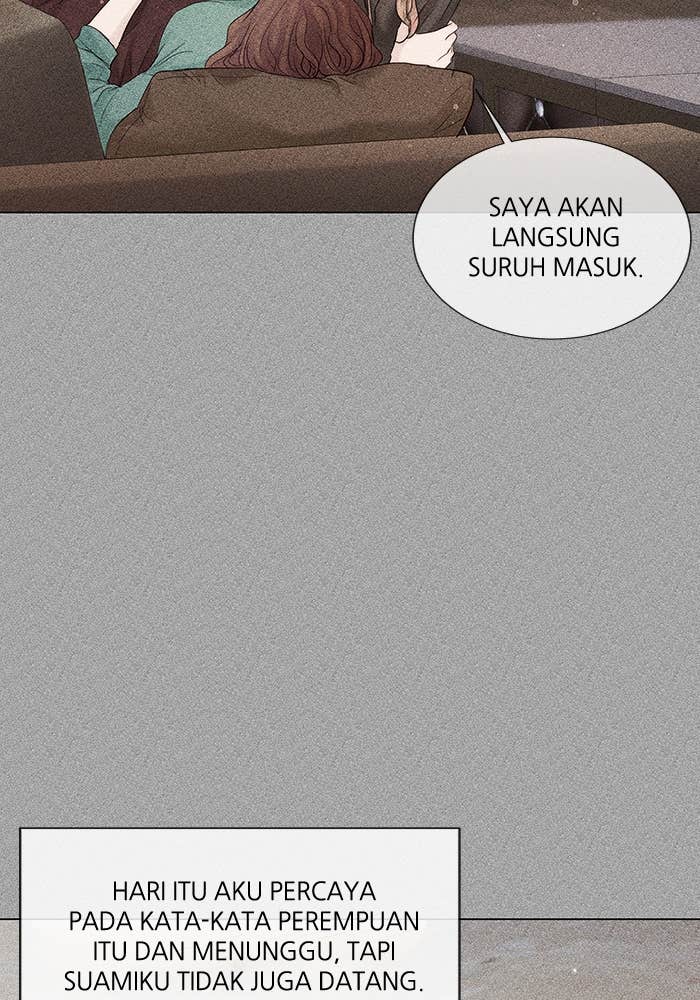 SAYA AKAN
LANGSUNG
SURUH MASUK.
HARI ITU AKU PERCAYA
PADA KATA-KATA PEREMPUAN
ITU DAN MENUNGGU, TAPI
SUAMIKU TIDAK JUGA DATANG.